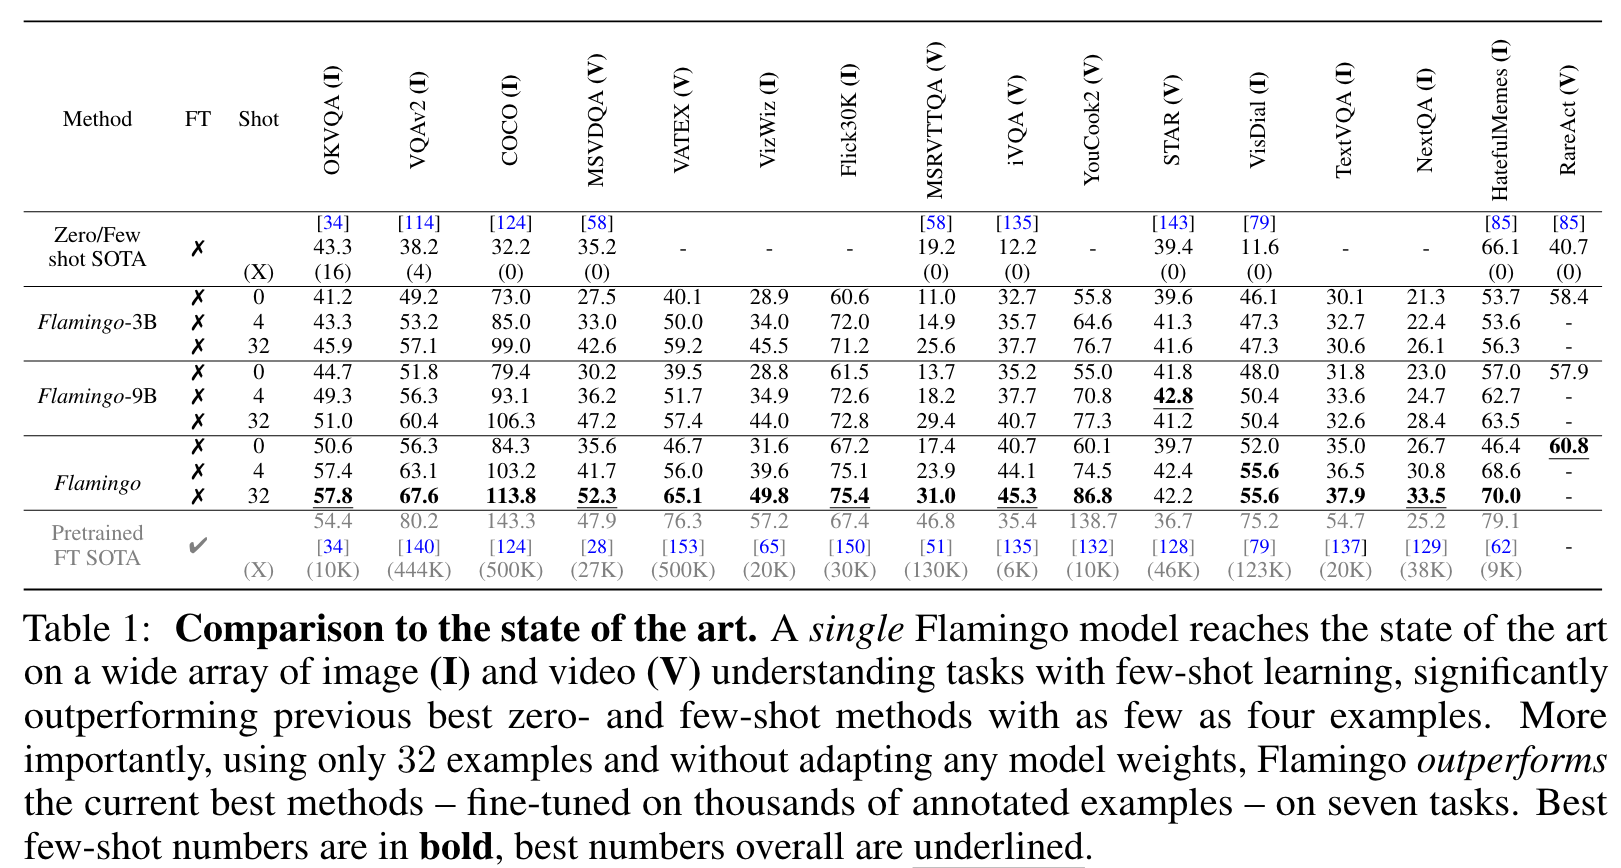 Method FT Shot OKVQA (I) VQAv2 (I) COCO (I) MSVDQA (V) VATEX (V) VizWiz (I) Flick30K (I) MSRVTTQA (V) iVQA (V) YouCook2 (V) STAR (V) VisDial (I) TextVQA (I) NextQA (I) HatefulMemes (I) RareAct (V)
[34] [114] [124] [58] [58] [135] [143] [79] [85] [85]
Zero/Few shot SOTA ✗ 43.3 38.2 32.2 35.2 - - - 19.2 12.2 - 39.4 11.6 - - 66.1 40.7
(X) (16) (4) (0) (0) (0) (0) (0) (0) (0) (0)
✗ 0 41.2 49.2 73.0 27.5 40.1 28.9 60.6 11.0 32.7 55.8 39.6 46.1 30.1 21.3 53.7 58.4
Flamingo-3B ✗ 4 43.3 53.2 85.0 33.0 50.0 34.0 72.0 14.9 35.7 64.6 41.3 47.3 32.7 22.4 53.6 -
✗ 32 45.9 57.1 99.0 42.6 59.2 45.5 71.2 25.6 37.7 76.7 41.6 47.3 30.6 26.1 56.3 -
✗ 0 44.7 51.8 79.4 30.2 39.5 28.8 61.5 13.7 35.2 55.0 41.8 48.0 31.8 23.0 57.0 57.9
Flamingo-9B ✗ 4 49.3 56.3 93.1 36.2 51.7 34.9 72.6 18.2 37.7 70.8 42.8 50.4 33.6 24.7 62.7 -
✗ 32 51.0 60.4 106.3 47.2 57.4 44.0 72.8 29.4 40.7 77.3 41.2 50.4 32.6 28.4 63.5 -
✗ 0 50.6 56.3 84.3 35.6 46.7 31.6 67.2 17.4 40.7 60.1 39.7 52.0 35.0 26.7 46.4 60.8
Flamingo ✗ 4 57.4 63.1 103.2 41.7 56.0 39.6 75.1 23.9 44.1 74.5 42.4 55.6 36.5 30.8 68.6 -
✗ 32 57.8 67.6 113.8 52.3 65.1 49.8 75.4 31.0 45.3 86.8 42.2 55.6 37.9 33.5 70.0 -
54.4 80.2 143.3 47.9 76.3 57.2 67.4 46.8 35.4 138.7 36.7 75.2 54.7 25.2 79.1
Pretrained FT SOTA ✔ [34] [140] [124] [28] [153] [65] [150] [51] [135] [132] [128] [79] [137] [129] [62] -
(X) (10K) (444K) (500K) (27K) (500K) (20K) (30K) (130K) (6K) (10K) (46K) (123K) (20K) (38K) (9K)
Table 1: Comparison to the state of the art. A single Flamingo model reaches the state of the art
on a wide array of image (I) and video (V) understanding tasks with few-shot learning, significantly
outperforming previous best zero- and few-shot methods with as few as four examples. More
importantly, using only 32 examples and without adapting any model weights, Flamingo outperforms
the current best methods – fine-tuned on thousands of annotated examples – on seven tasks. Best
few-shot numbers are in bold, best numbers overall are underlined.